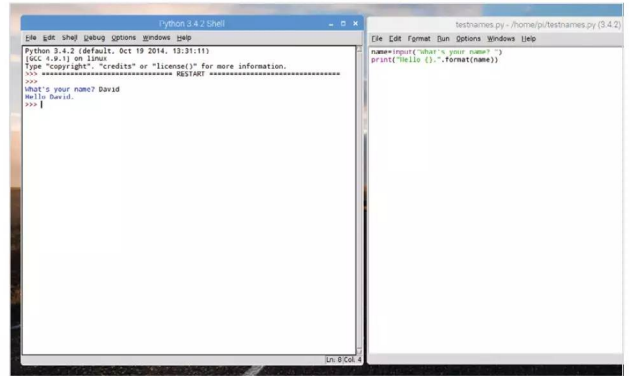 Python 3.4.2 Shell
File Edit Shell Debug Options Windows Help
Python 3.4.2 (default, Oct 19 2014, 13:31:11)
[GCC 4.9.1] on linux
Type "copyright", "credits" or "license()" for more information.
>>> ================================ RESTART ================================
>>>
What's your name? David
Hello David.
>>>
Ln: 8 Col: 4
testnames.py - /home/pi/testnames.py (3.4.2)
File Edit Format Run Options Windows Help
name=input("What's your name? ")
print("Hello {}.".format(name))